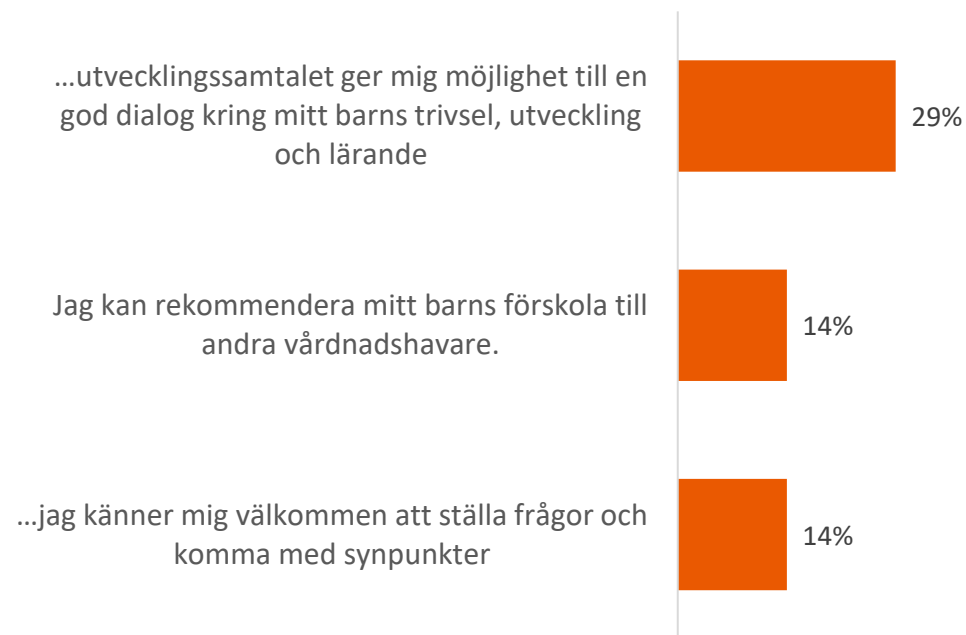 ...utvecklingssamtalet ger mig möjlighet till en
god dialog kring mitt barns trivsel, utveckling
och lärande
29%
Jag kan rekommendera mitt barns förskola till
andra vårdnadshavare.
14%
...jag känner mig välkommen att ställa frågor och
komma med synpunkter
14%